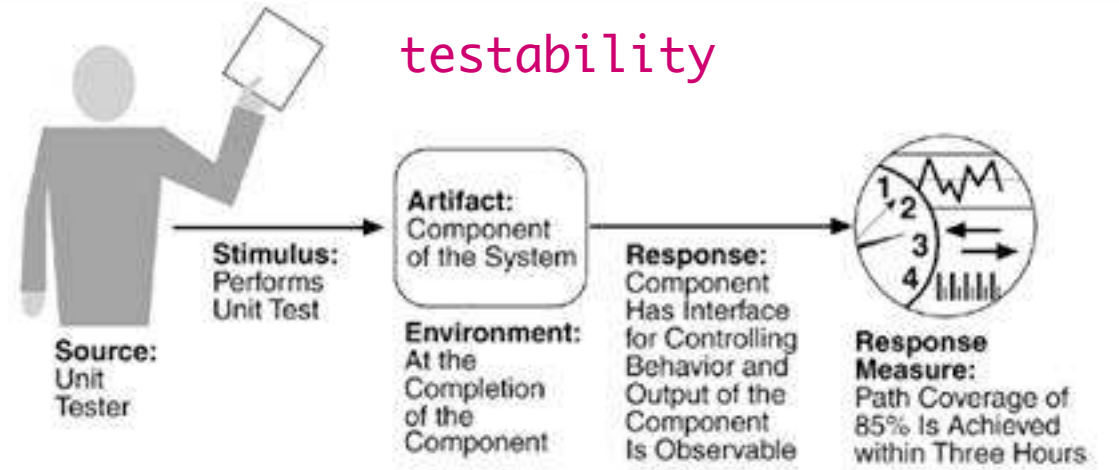 testability
Source:
Unit
Tester
Stimulus:
Performs
Unit Test
Artifact:
Component
of the System
Environment:
At the
Completion
of the
Component
Response:
Component
Has Interface
for Controlling
Behavior and
Output of the
Component
Is Observable
1
2
3
4
Response
Measure:
Path Coverage of
85% Is Achieved
within Three Hours